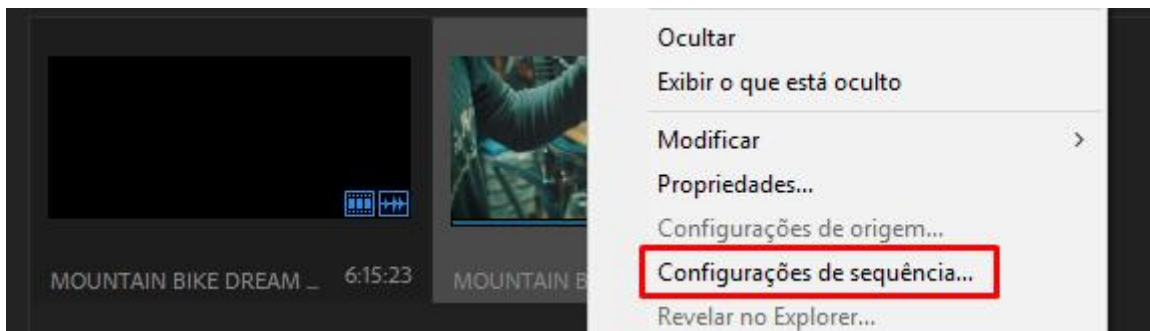 Ocultar
Exibir o que está oculto
Modificar
Propriedades...
Configurações de origem...
Configurações de sequência...
Revelar no Explorer...
MOUNTAIN BIKE DREAM ... 6:15:23
MOUNTAIN B